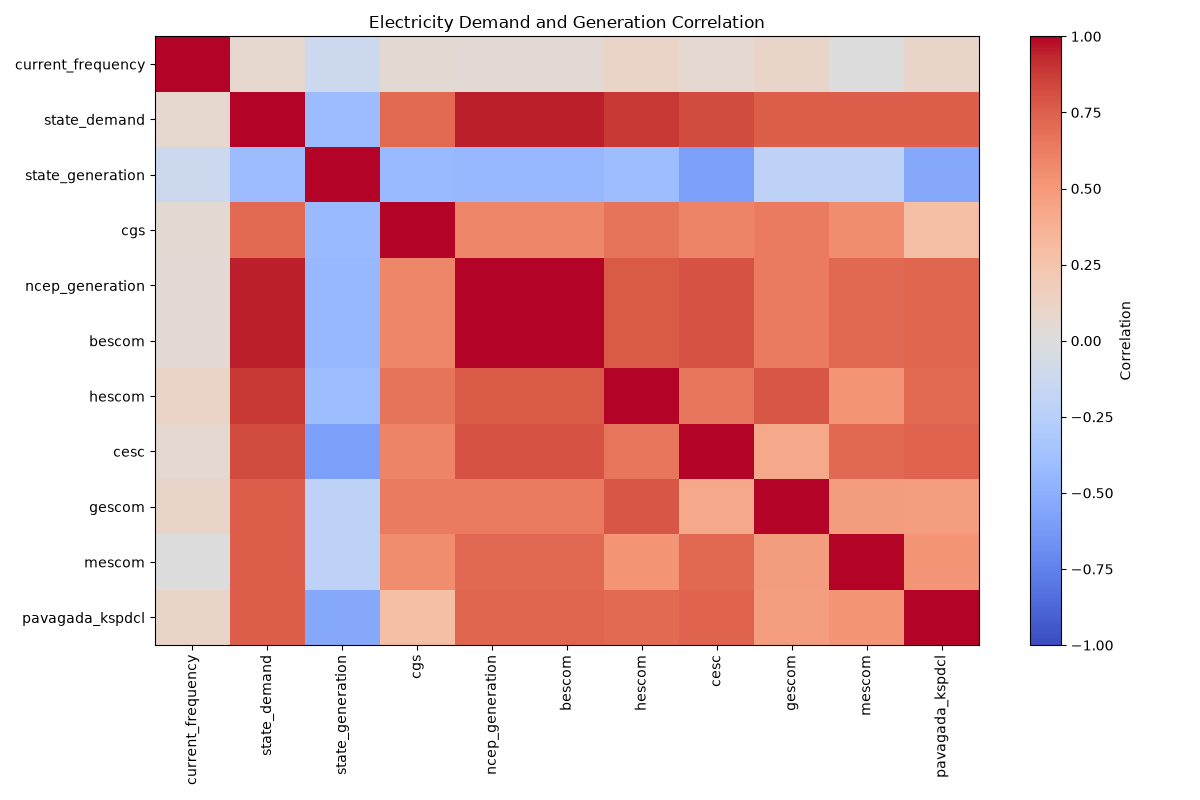 Electricity Demand and Generation Correlation
current_frequency
state_demand
state_generation
cgs
ncep_generation
bescom
hescom
cesc
gescom
mescom
pavagada_kspdcl
current_frequency
state_demand
state_generation
cgs
ncep_generation
bescom
hescom
cesc
gescom
mescom
pavagada_kspdcl
1.00
0.75
0.50
0.25
0.00
−0.25
−0.50
−0.75
−1.00
Correlation